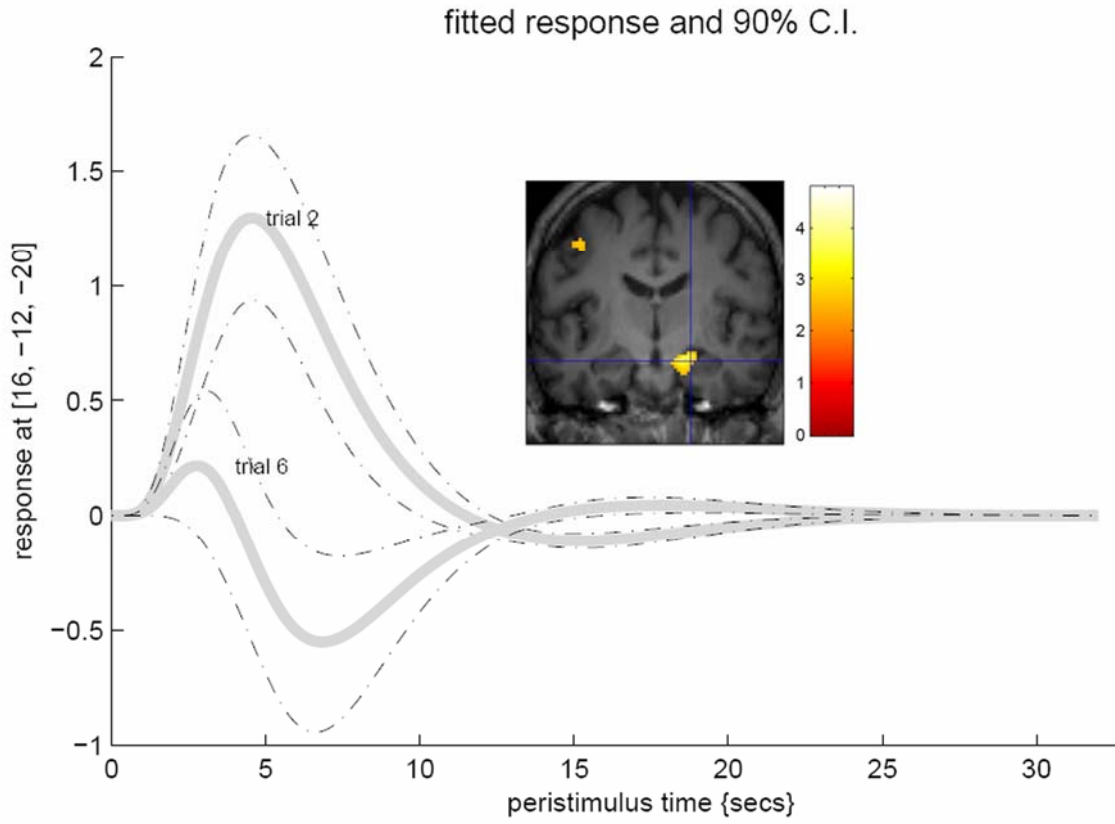 fitted response and 90% C.I.
2
1.5
1
0.5
0
−0.5
−1
response at [16, −12, −20]
trial 2
trial 6
4
3
2
1
0
0 5 10 15 20 25 30
peristimulus time {secs}